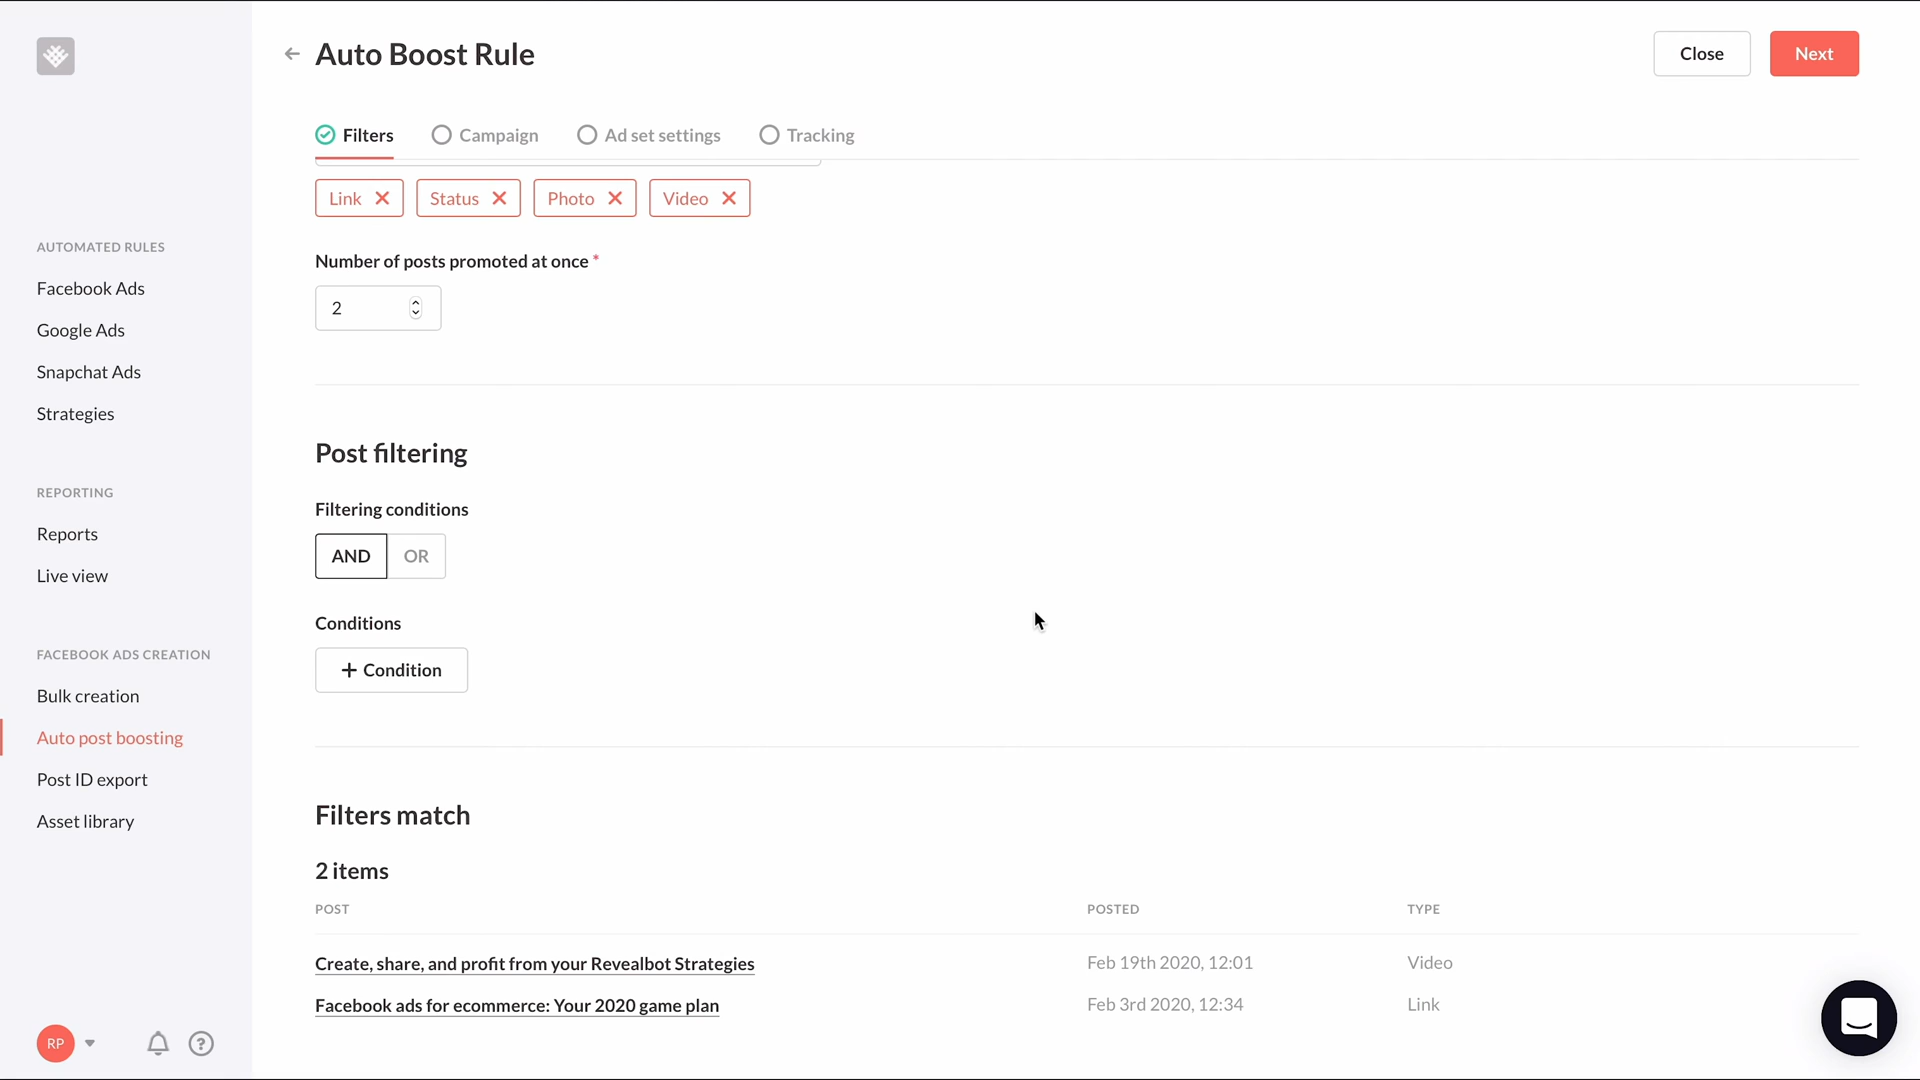 Auto Boost Rule
Close
Next
Filters
Campaign
Ad set settings
Tracking
Link
Status
Photo
Video
Number of posts promoted at once *
2
Post filtering
Filtering conditions
AND
OR
Conditions
+ Condition
Filters match
2 items
POST POSTED TYPE
Create, share, and profit from your Revealbot Strategies Feb 19th 2020, 12:01 Video
Facebook ads for ecommerce: Your 2020 game plan Feb 3rd 2020, 12:34 Link
AUTOMATED RULES
Facebook Ads
Google Ads
Snapchat Ads
Strategies
REPORTING
Reports
Live view
FACEBOOK ADS CREATION
Bulk creation
Auto post boosting
Post ID export
Asset library
RP